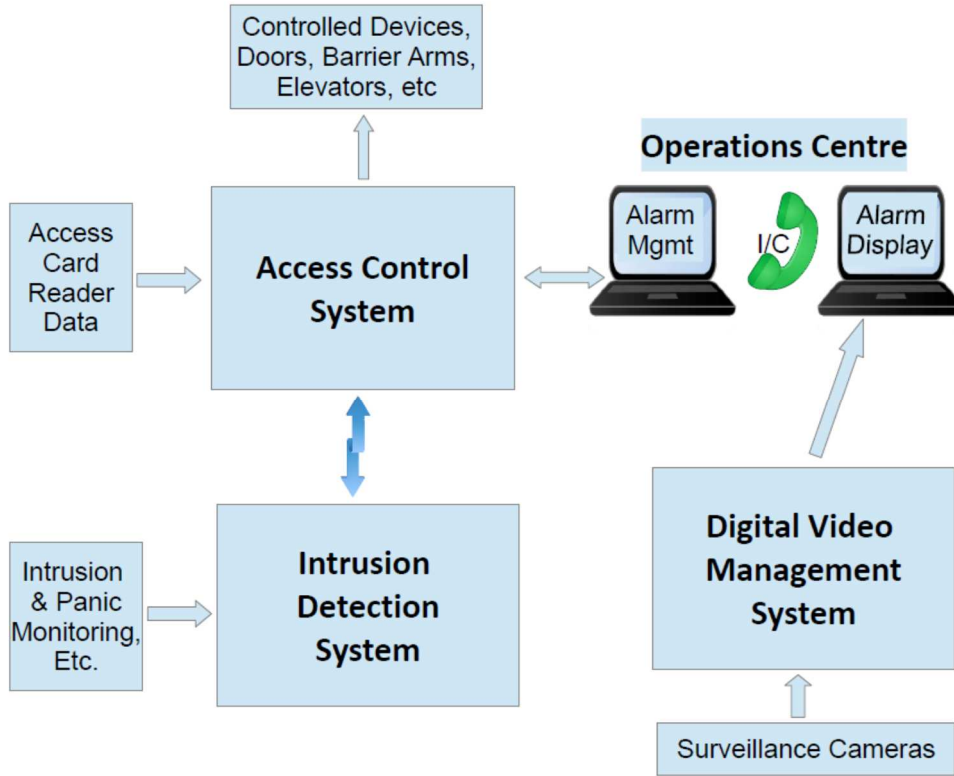 Controlled Devices,
Doors, Barrier Arms,
Elevators, etc
Operations Centre
Alarm
Mgmt
I/C
Alarm
Display
Access
Card
Reader
Data
Access Control
System
Intrusion
& Panic
Monitoring,
Etc.
Intrusion
Detection
System
Digital Video
Management
System
Surveillance Cameras